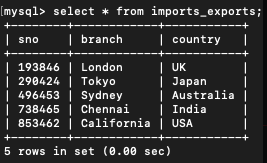 [mysql> select * from imports_exports;
+--------+------------+-----------+
| sno    | branch     | country   |
+--------+------------+-----------+
| 193846 | London     | UK        |
| 290424 | Tokyo      | Japan     |
| 496453 | Sydney     | Australia |
| 738465 | Chennai    | India     |
| 853462 | California | USA       |
+--------+------------+-----------+
5 rows in set (0.00 sec)